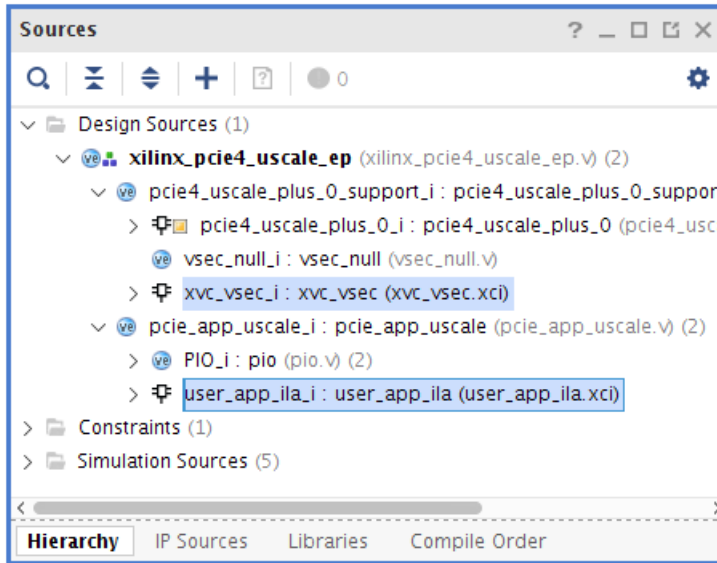 Sources
0
Design Sources (1)
xilinx_pcie4_uscale_ep (xilinx_pcie4_uscale_ep.v) (2)
pcie4_uscale_plus_0_support_i : pcie4_uscale_plus_0_suppor
pcie4_uscale_plus_0_i : pcie4_uscale_plus_0 (pcie4_usc
vsec_null_i : vsec_null (vsec_null.v)
xvc_vsec_i : xvc_vsec (xvc_vsec.xci)
pcie_app_uscale_i : pcie_app_uscale (pcie_app_uscale.v) (2)
PIO_i : pio (pio.v) (2)
user_app_ila_i : user_app_ila (user_app_ila.xci)
Constraints (1)
Simulation Sources (5)
Hierarchy IP Sources Libraries Compile Order